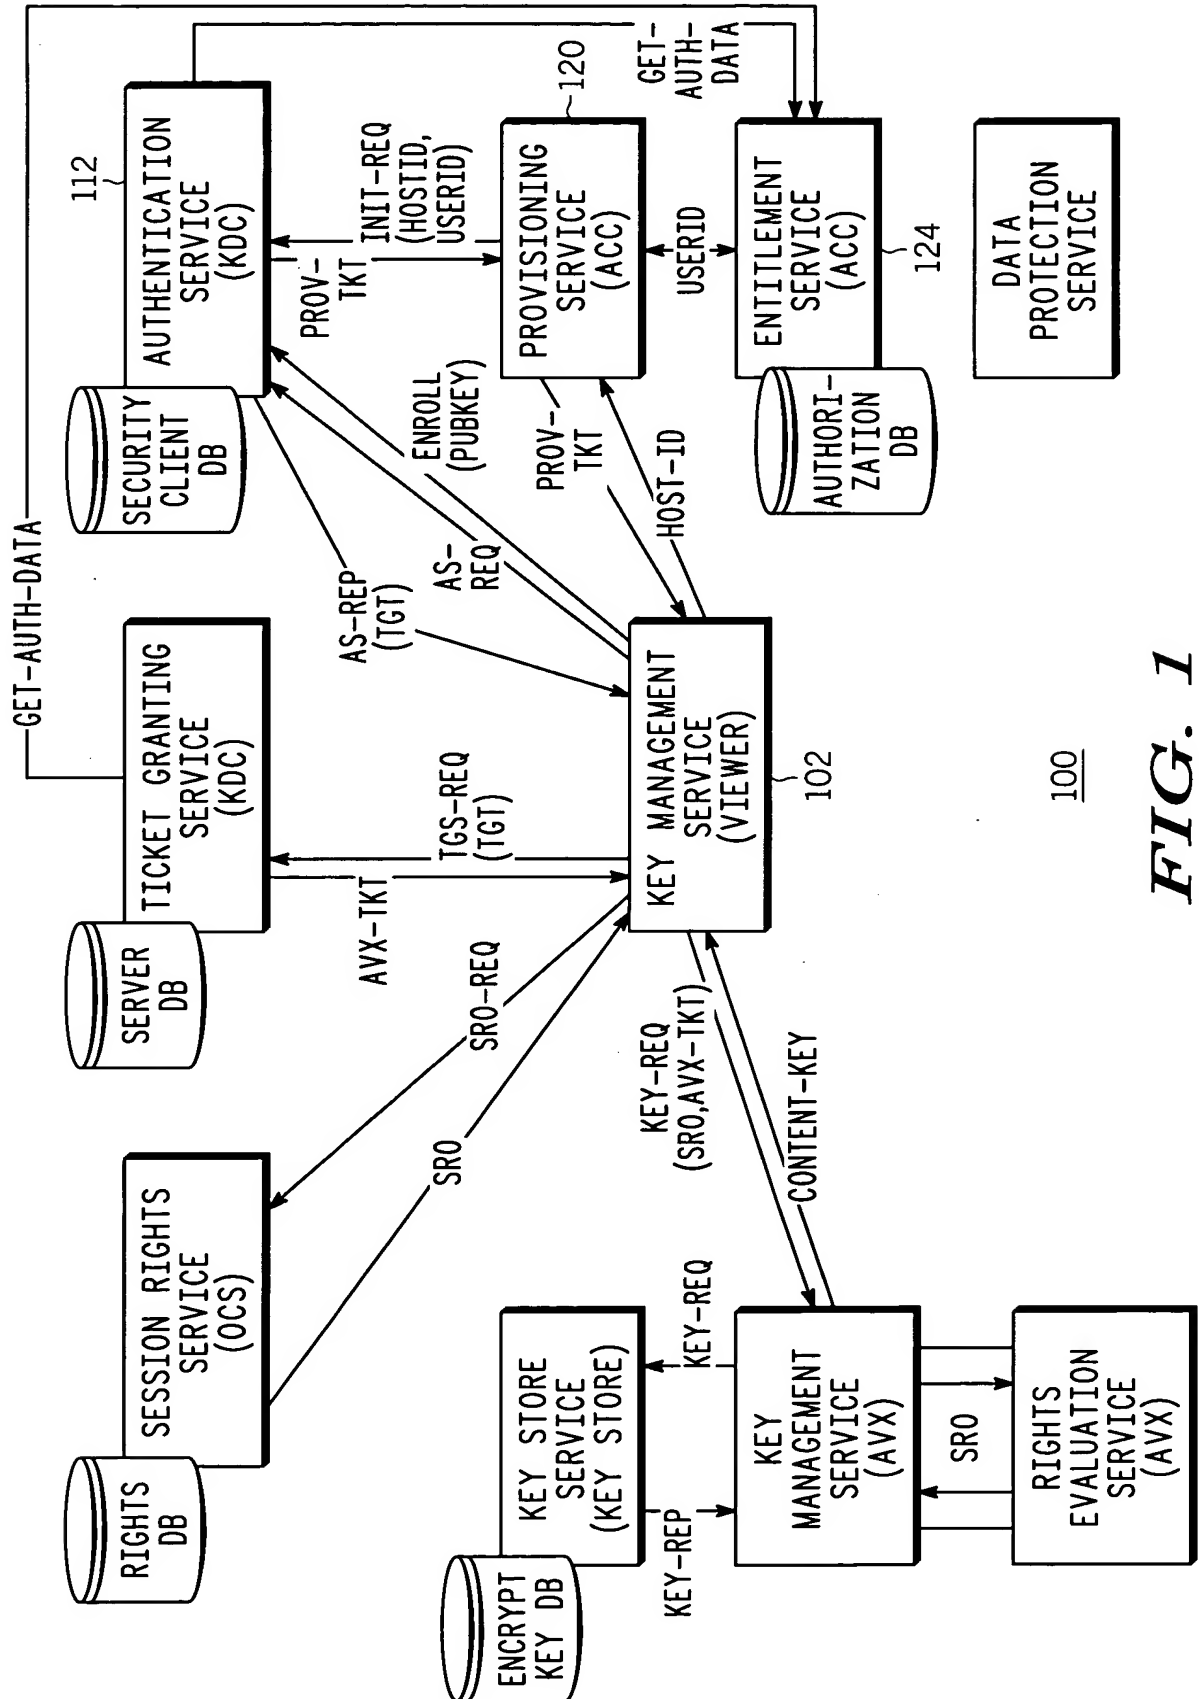 GET-AUTH-DATA
RIGHTS
DB
SESSION RIGHTS
SERVICE
(OCS)
SERVER
DB
TICKET GRANTING
SERVICE
(KDC)
SECURITY
CLIENT
DB
112
AUTHENTICATION
SERVICE
(KDC)
GET-
AUTH-
DATA
SRO
SRO-REQ
AVX-TKT
TGS-REQ
(TGT)
AS-REP
(TGT)
AS-
REQ
ENROLL
(PUBKEY)
PROV-
TKT
INIT-REQ
(HOSTID,
USERID)
ENCRYPT
KEY DB
KEY STORE
SERVICE
(KEY STORE)
120
PROVISIONING
SERVICE
(ACC)
PROV-
TKT
HOST-ID
USERID
KEY-REP
KEY-REQ
KEY-REQ
(SRO,AVX-TKT)
CONTENT-KEY
KEY MANAGEMENT
SERVICE
(VIEWER)
102
AUTHORI-
ZATION
DB
ENTITLEMENT
SERVICE
(ACC)
124
KEY
MANAGEMENT
SERVICE
(AVX)
SRO
RIGHTS
EVALUATION
SERVICE
(AVX)
DATA
PROTECTION
SERVICE
100
FIG. 1